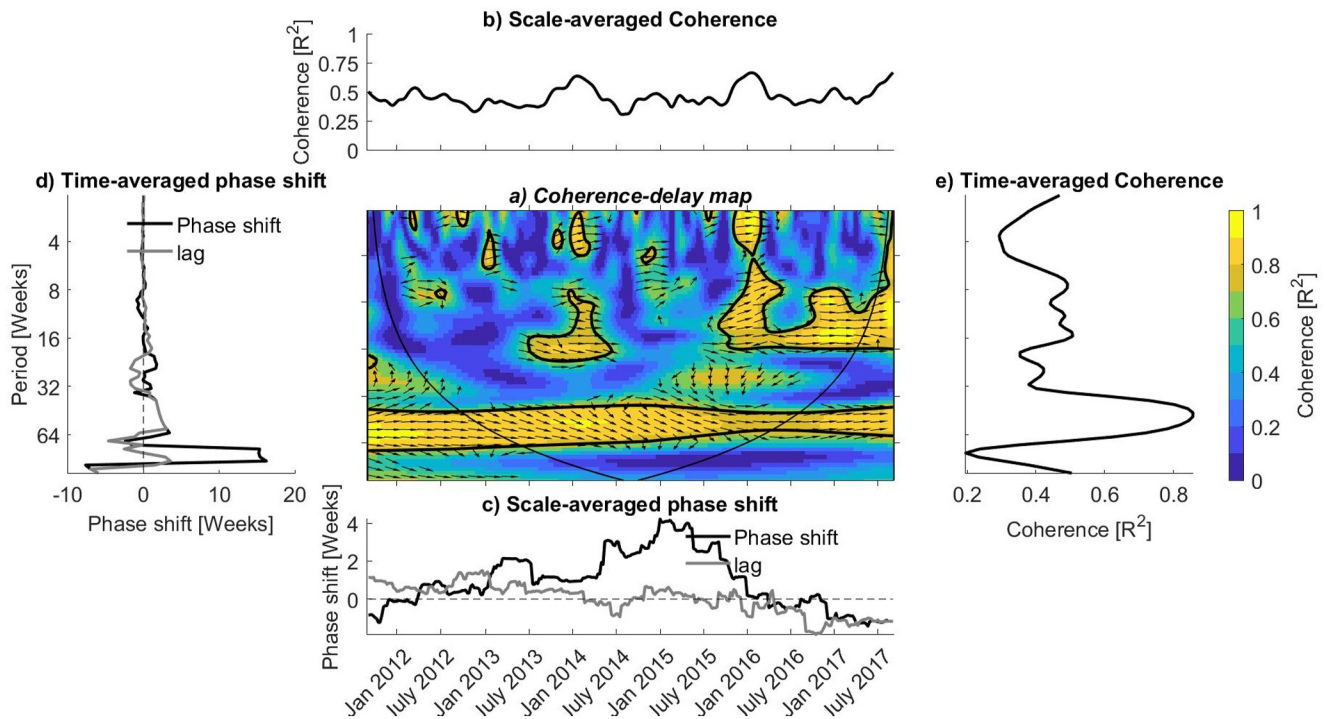 b) Scale-averaged Coherence
Coherence [R²]
1
0.75
0.5
0.25
0
d) Time-averaged phase shift
Phase shift
lag
Period [Weeks]
4
8
16
32
64
-10
0
10
20
Phase shift [Weeks]
a) Coherence-delay map
e) Time-averaged Coherence
0.2
0.4
0.6
0.8
Coherence [R²]
1
0.8
0.6
0.4
0.2
0
Coherence [R²]
c) Scale-averaged phase shift
Phase shift [Weeks]
4
2
0
Phase shift
lag
Jan 2012
July 2012
Jan 2013
July 2013
Jan 2014
July 2014
Jan 2015
July 2015
Jan 2016
July 2016
Jan 2017
July 2017